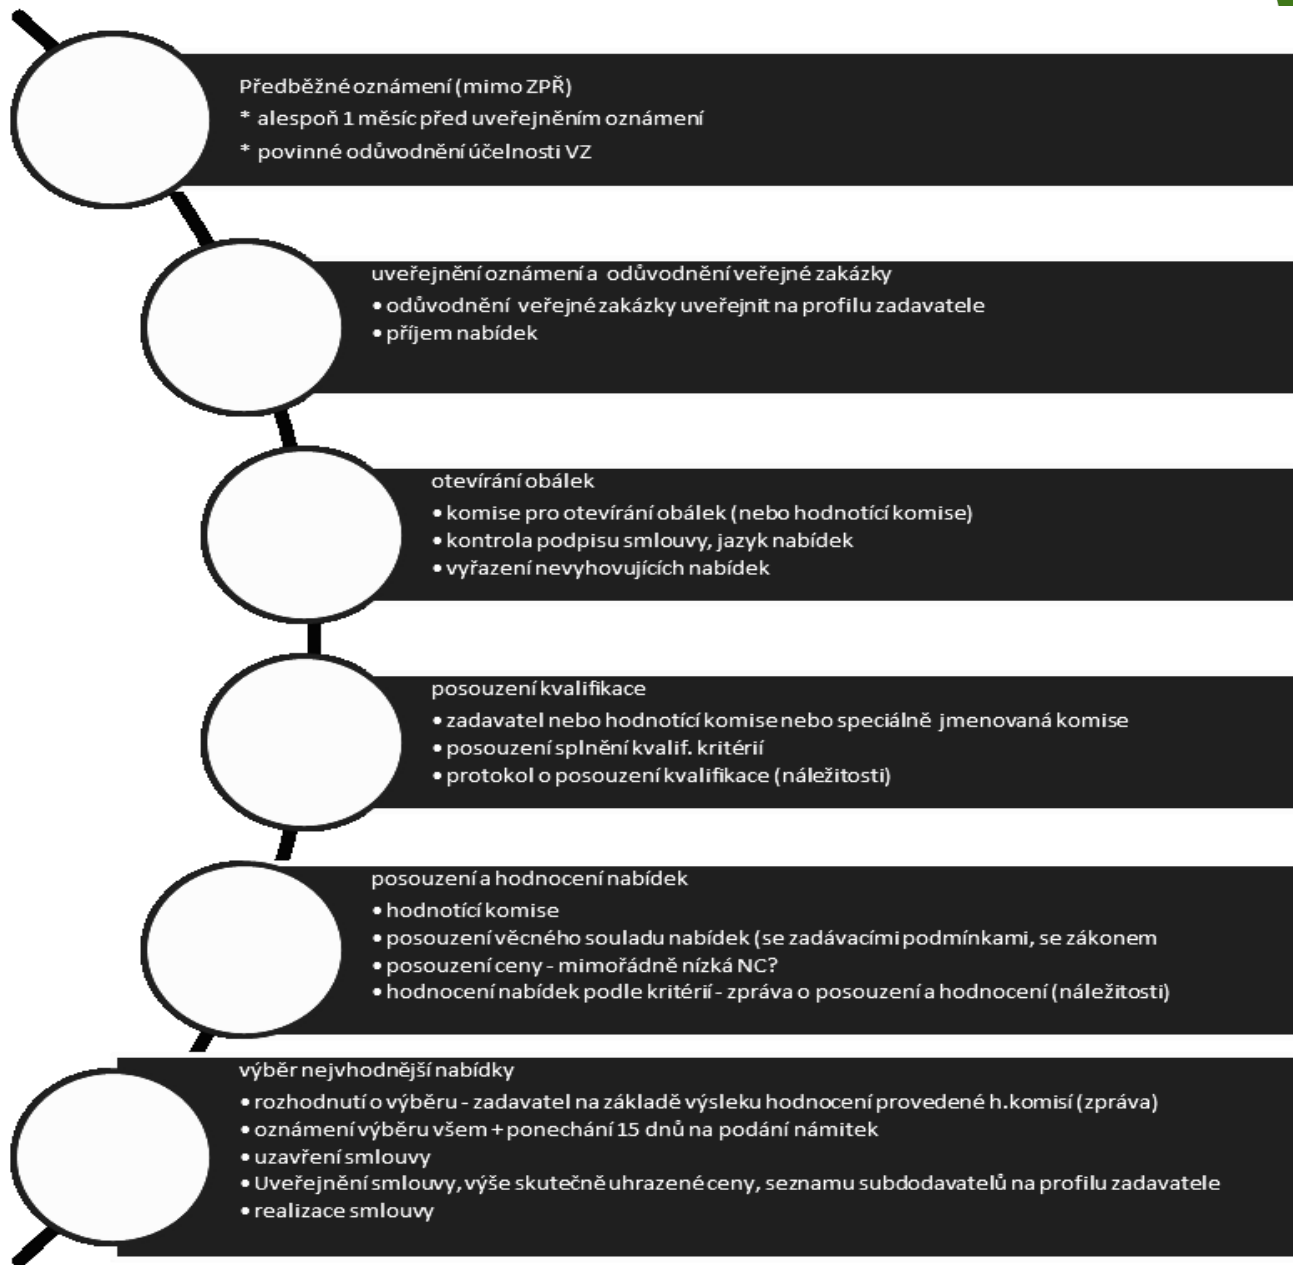 Předběžné oznámení (mimo ZPŘ)
* alespoň 1 měsíc před uveřejněním oznámení
* povinné odůvodnění účelnosti VZ
uveřejnění oznámení a odůvodnění veřejné zakázky
• odůvodnění veřejné zakázky uveřejnit na profilu zadavatele
• příjem nabídek
otevírání obálek
• komise pro otevírání obálek (nebo hodnotící komise)
• kontrola podpisu smlouvy, jazyk nabídek
• vyřazení nevyhovujících nabídek
posouzení kvalifikace
• zadavatel nebo hodnotící komise nebo speciálně jmenovaná komise
• posouzení splnění kvalif. kritérií
• protokol o posouzení kvalifikace (náležitosti)
posouzení a hodnocení nabídek
• hodnotící komise
• posouzení věcného souladu nabídek (se zadávacími podmínkami, se zákonem
• posouzení ceny - mimořádně nízká NC?
• hodnocení nabídek podle kritérií - zpráva o posouzení a hodnocení (náležitosti)
výběr nejvhodnější nabídky
• rozhodnutí o výběru - zadavatel na základě výsleku hodnocení provedené h.komisí (zpráva)
• oznámení výběru všem + ponechání 15 dnů na podání námitek
• uzavření smlouvy
• Uveřejnění smlouvy, výše skutečně uhrazené ceny, seznamu subdodavatelů na profilu zadavatele
• realizace smlouvy